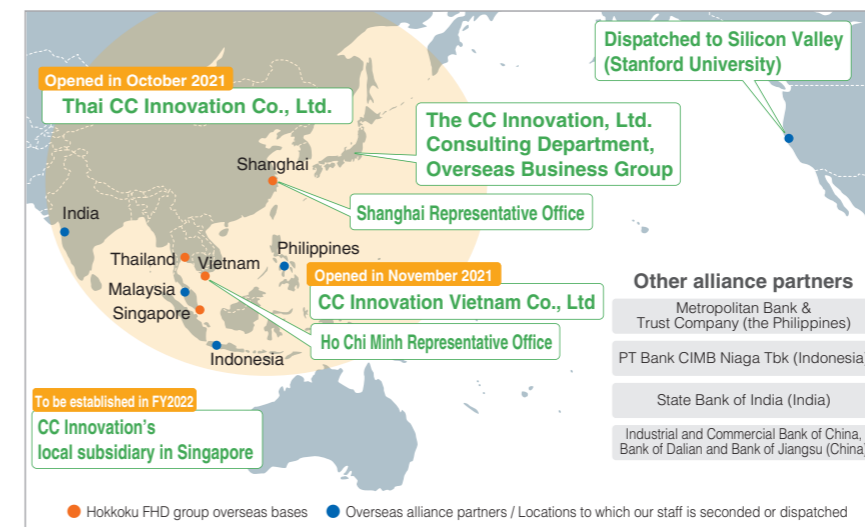 Dispatched to Silicon Valley
(Stanford University)
Opened in October 2021
Thai CC Innovation Co., Ltd.
The CC Innovation, Ltd.
Consulting Department,
Overseas Business Group
Shanghai
Shanghai Representative Office
India
Thailand
Vietnam
Philippines
Malaysia
Singapore
Indonesia
Opened in November 2021
CC Innovation Vietnam Co., Ltd
Ho Chi Minh Representative Office
To be established in FY2022
CC Innovation's
local subsidiary in Singapore
Other alliance partners
Metropolitan Bank &
Trust Company (the Philippines)
PT Bank CIMB Niaga Tbk (Indonesia)
State Bank of India (India)
Industrial and Commercial Bank of China,
Bank of Dalian and Bank of Jiangsu (China)
Hokkoku FHD group overseas bases
Overseas alliance partners / Locations to which our staff is seconded or dispatched